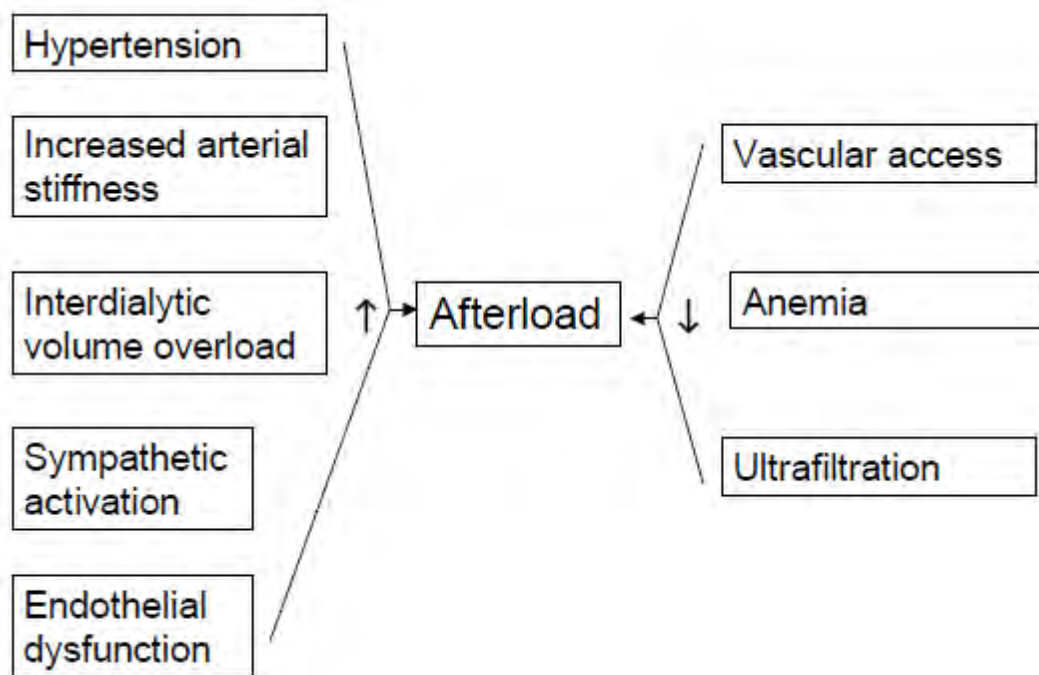 Hypertension
Increased arterial
stiffness
Interdialytic
volume overload
Sympathetic
activation
Endothelial
dysfunction
↑
Afterload
↓
Vascular access
Anemia
Ultrafiltration